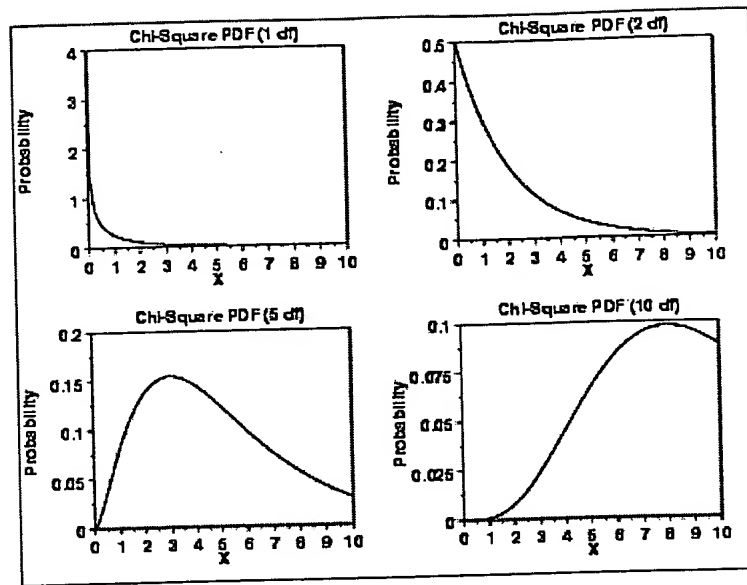 Chi-Square PDF (1 df)
Probability
4
3
2
1
0
0 1 2 3 4 5 6 7 8 9 10
X
Chi-Square PDF (2 df)
Probability
0.5
0.4
0.3
0.2
0.1
0
0 1 2 3 4 5 6 7 8 9 10
X
Chi-Square PDF (5 df)
Probability
0.2
0.15
0.1
0.05
0
0 1 2 3 4 5 6 7 8 9 10
X
Chi-Square PDF (10 df)
Probability
0.1
0.075
0.05
0.025
0
0 1 2 3 4 5 6 7 8 9 10
X